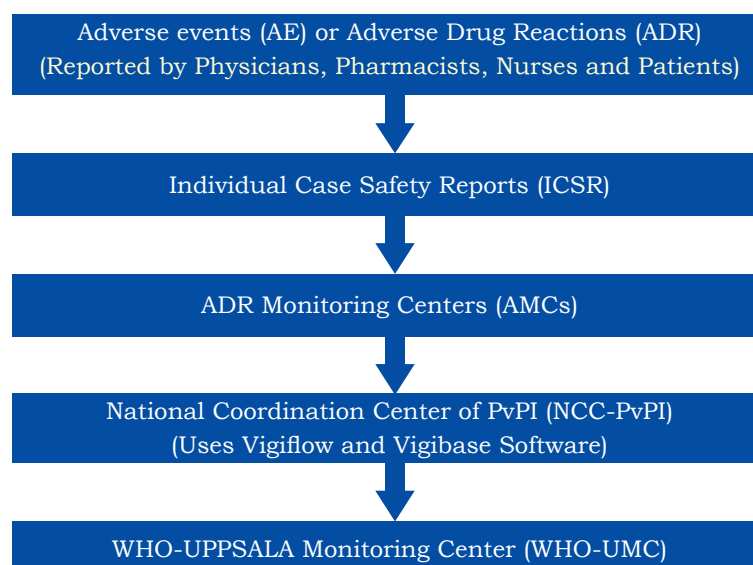 Adverse events (AE) or Adverse Drug Reactions (ADR)
(Reported by Physicians, Pharmacists, Nurses and Patients)
Individual Case Safety Reports (ICSR)
ADR Monitoring Centers (AMCs)
National Coordination Center of PvPI (NCC-PvPI)
(Uses Vigiflow and Vigibase Software)
WHO-UPPSALA Monitoring Center (WHO-UMC)